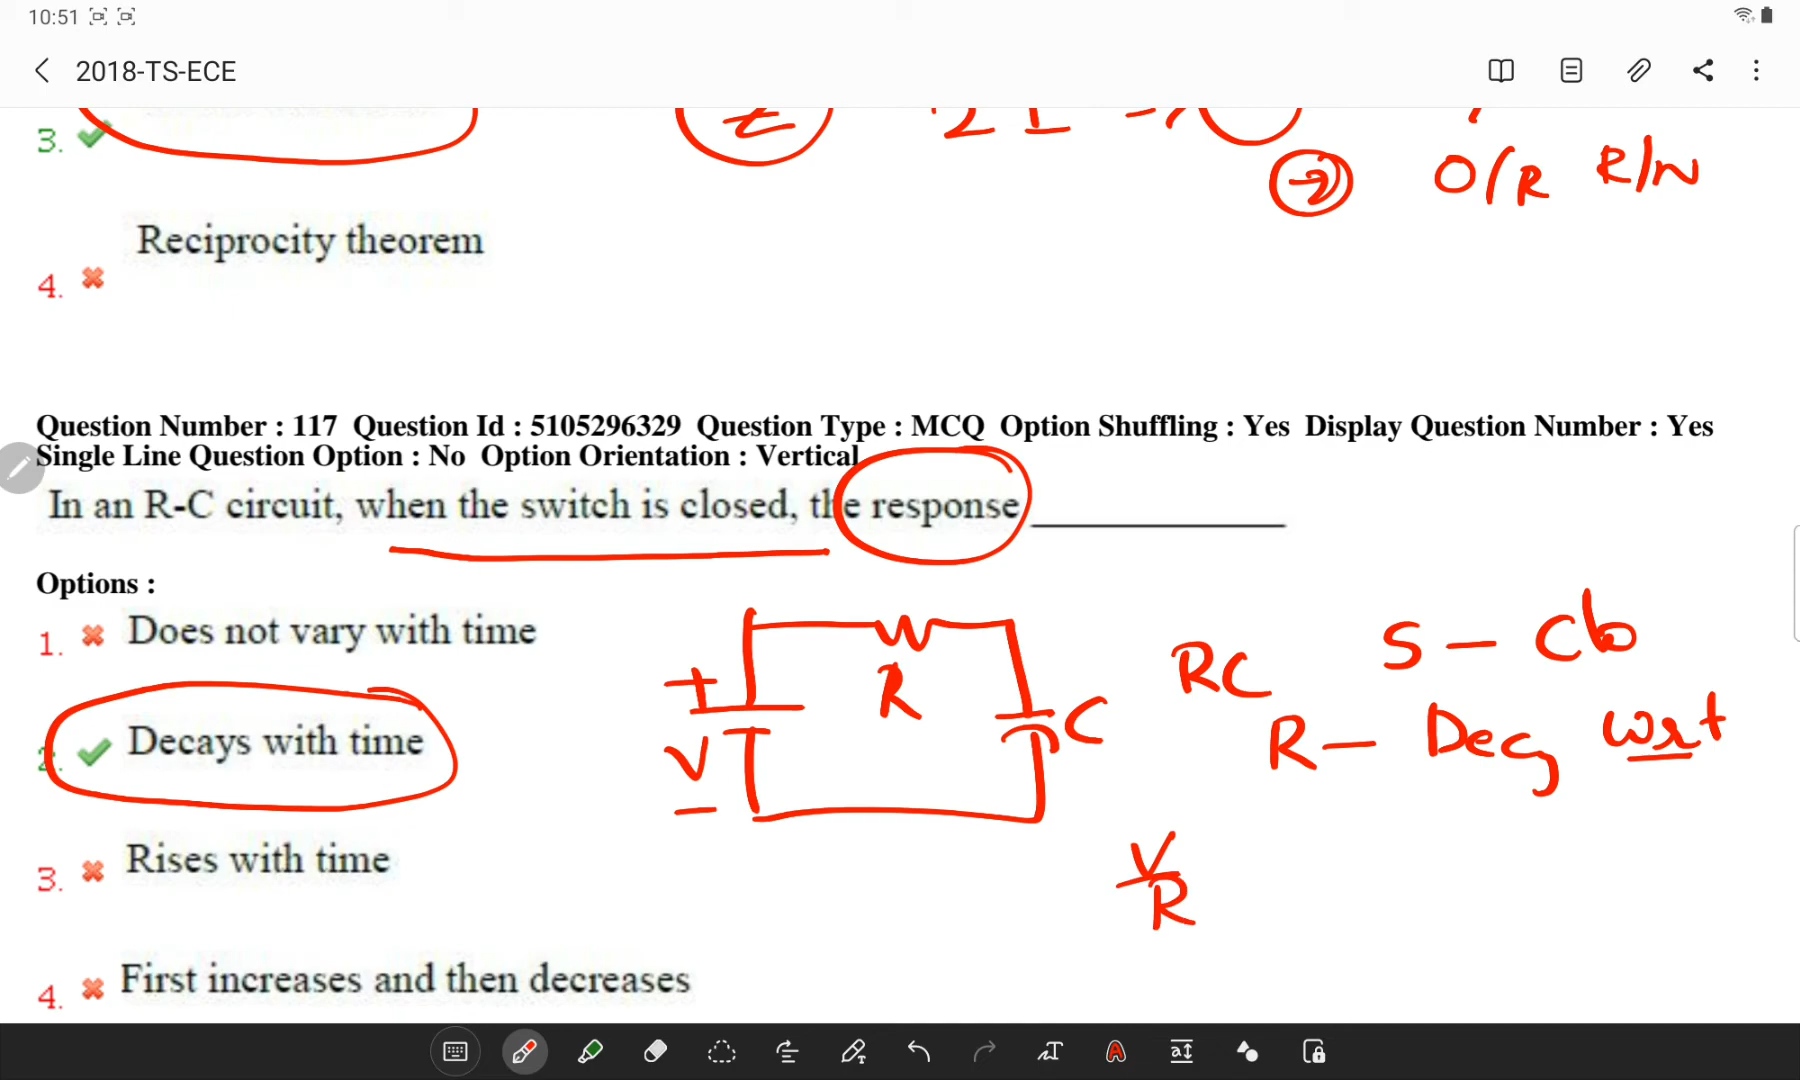 10:51
2018-TS-ECE
3.
O/R R/N
Reciprocity theorem
4.
Question Number : 117 Question Id : 5105296329 Question Type : MCQ Option Shuffling : Yes Display Question Number : Yes
Single Line Question Option : No Option Orientation : Vertical
In an R-C circuit, when the switch is closed, the response
Options :
1. Does not vary with time
2. Decays with time
3. Rises with time
4. First increases and then decreases
+ R C
V
-
RC S -
R - wrt
V
R